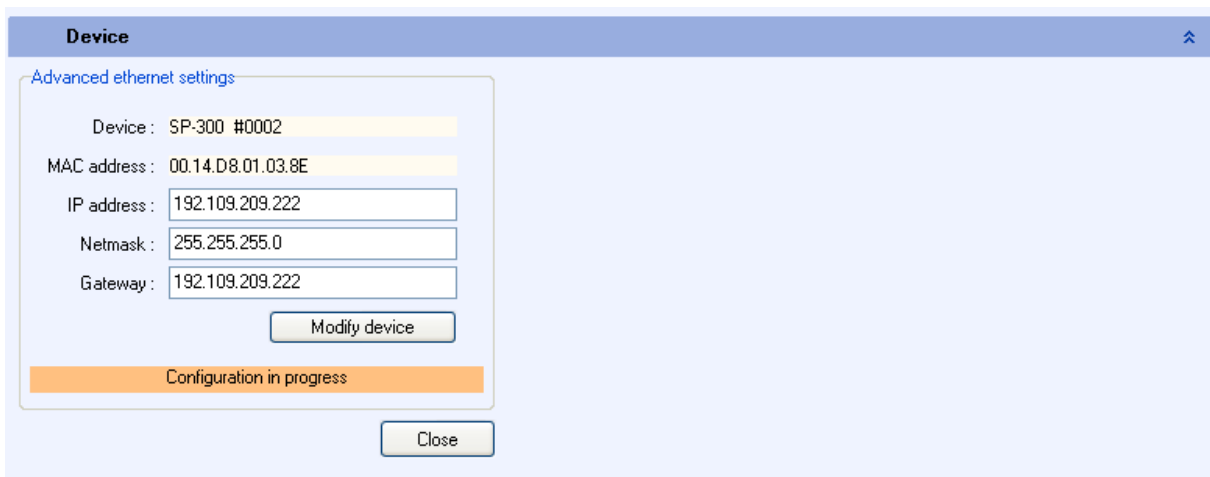 Device
Advanced ethernet settings
Device : SP-300 #0002
MAC address : 00.14.D8.01.03.8E
IP address : 192.109.209.222
Netmask : 255.255.255.0
Gateway : 192.109.209.222
Modify device
Configuration in progress
Close